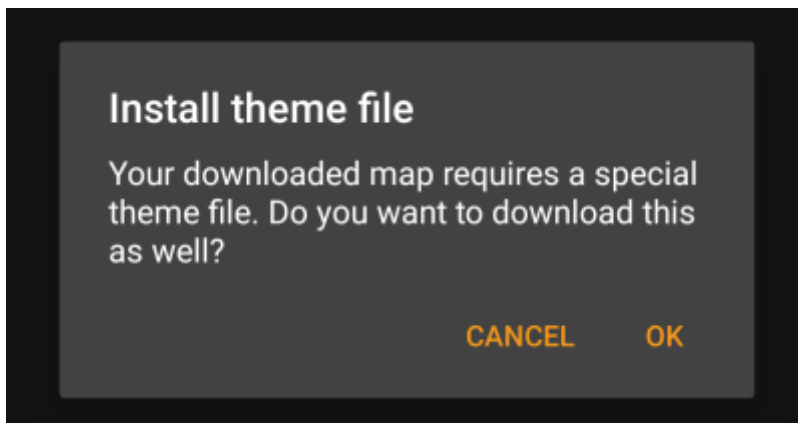 Install theme file
Your downloaded map requires a special
theme file. Do you want to download this
as well?
CANCEL OK